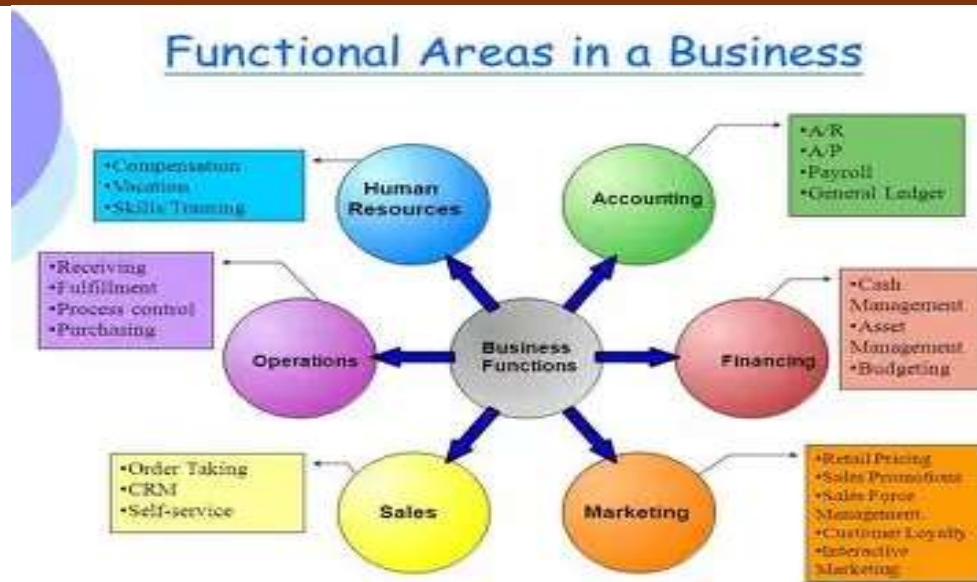 Functional Areas in a Business
•Compensation
•Vacation
•Skills Training
Human
Resources
Accounting
•A/R
•A/P
•Payroll
•General Ledger
•Receiving
•Fulfillment
•Process control
•Purchasing
Operations
Business
Functions
Financing
•Cash
Management
•Asset
Management
•Budgeting
•Order Taking
•CRM
•Self-service
Sales
Marketing
•Retail Pricing
•Sales Promotions
•Sales Force
Management
•Customer Loyalty
•Interactive
Marketing